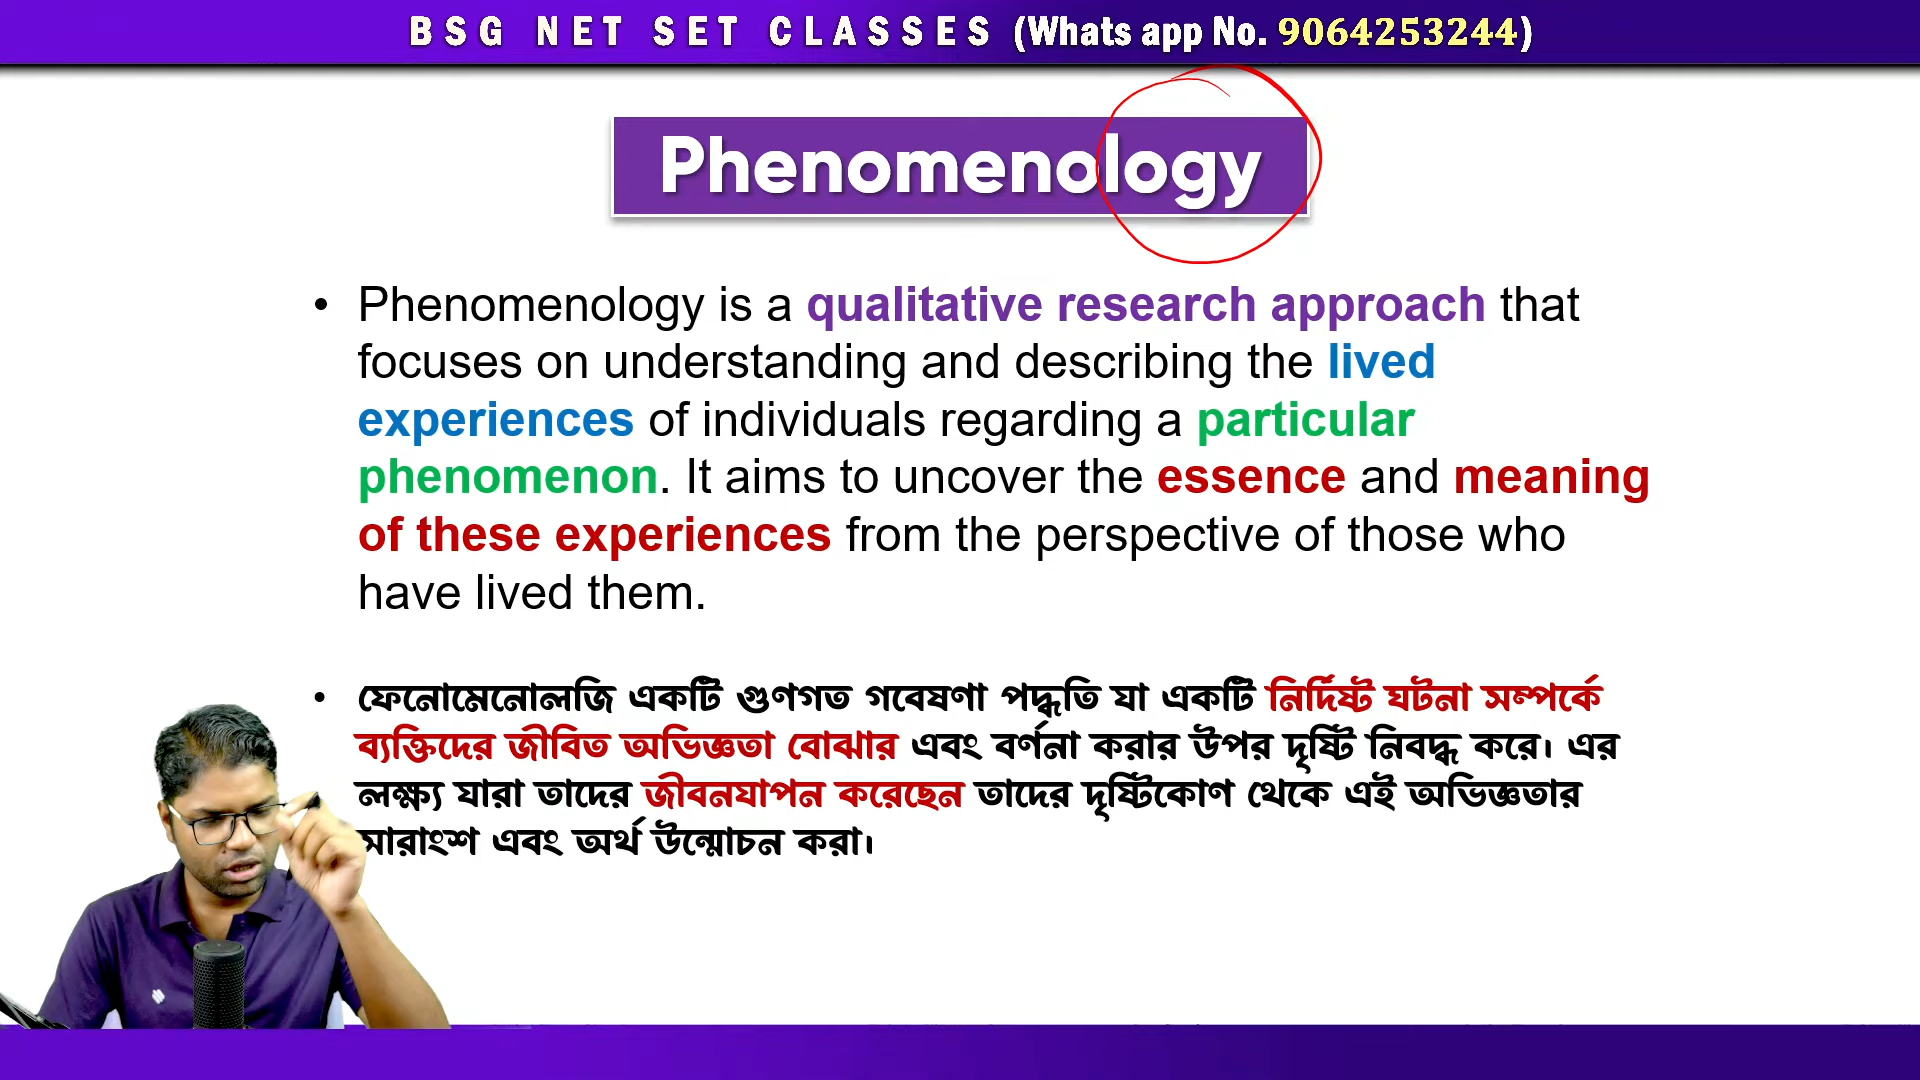 BSG NET SET CLASSES (Whats app No. 9064253244)
Phenomenology
• Phenomenology is a qualitative research approach that
focuses on understanding and describing the lived
experiences of individuals regarding a particular
phenomenon. It aims to uncover the essence and meaning
of these experiences from the perspective of those who
have lived them.
• ফেনোমেনোলজি একটি গুণগত গবেষণা পদ্ধতি যা একটি নির্দিষ্ট ঘটনা সম্পর্কে
ব্যক্তিদের জীবিত অভিজ্ঞতা বোঝার এবং বর্ণনা করার উপর দৃষ্টি নিবদ্ধ করে। এর
লক্ষ্য যারা তাদের জীবনযাপন করেছেন তাদের দৃষ্টিকোণ থেকে এই অভিজ্ঞতার
সারাংশ এবং অর্থ উন্মোচন করা।